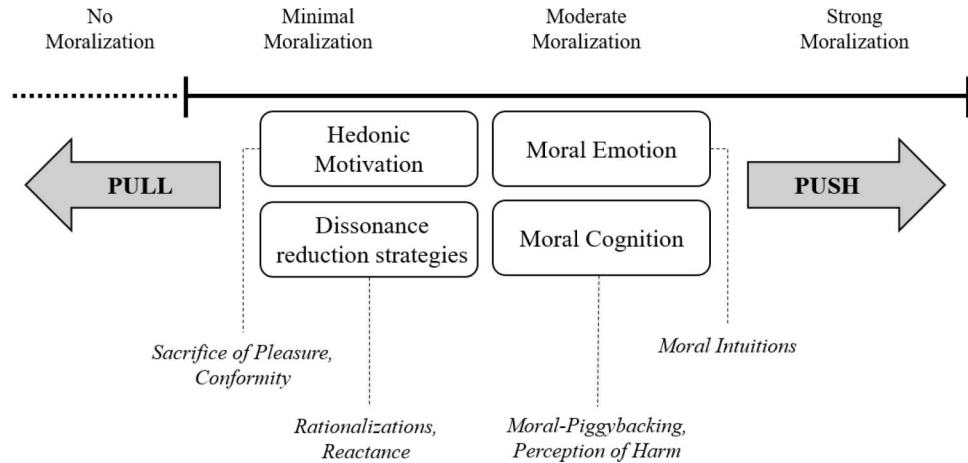 No
Moralization
Minimal
Moralization
Moderate
Moralization
Strong
Moralization
PULL
Hedonic
Motivation
Moral Emotion
PUSH
Dissonance
reduction strategies
Moral Cognition
Sacrifice of Pleasure,
Conformity
Moral Intuitions
Rationalizations,
Reactance
Moral-Piggybacking,
Perception of Harm